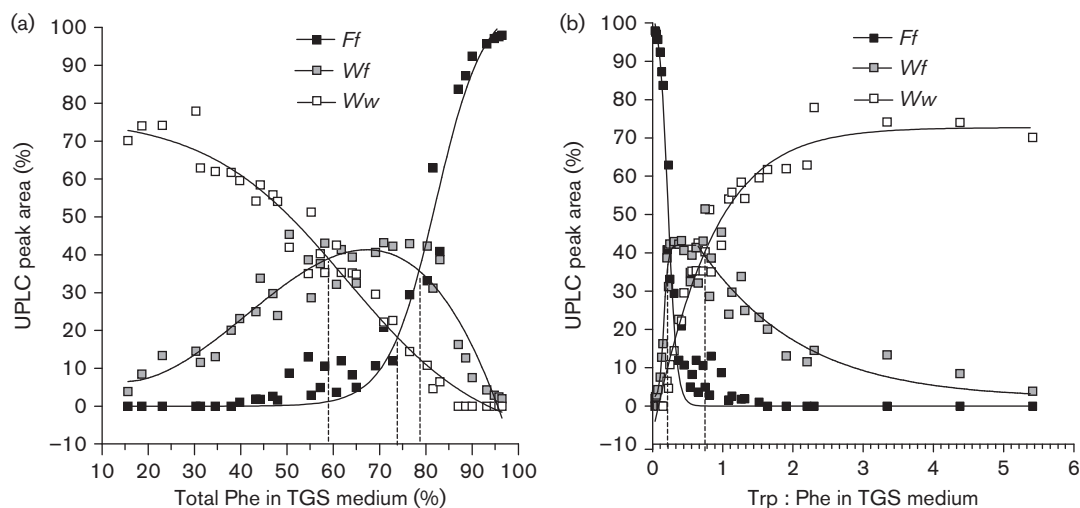 (a)
100
90
80
70
60
50
40
30
20
10
0
−10
UPLC peak area (%)
Ff
Wf
Ww
10 20 30 40 50 60 70 80 90 100
Total Phe in TGS medium (%)
(b)
100
90
80
70
60
50
40
30
20
10
0
−10
UPLC peak area (%)
Ff
Wf
Ww
0 1 2 3 4 5 6
Trp : Phe in TGS medium